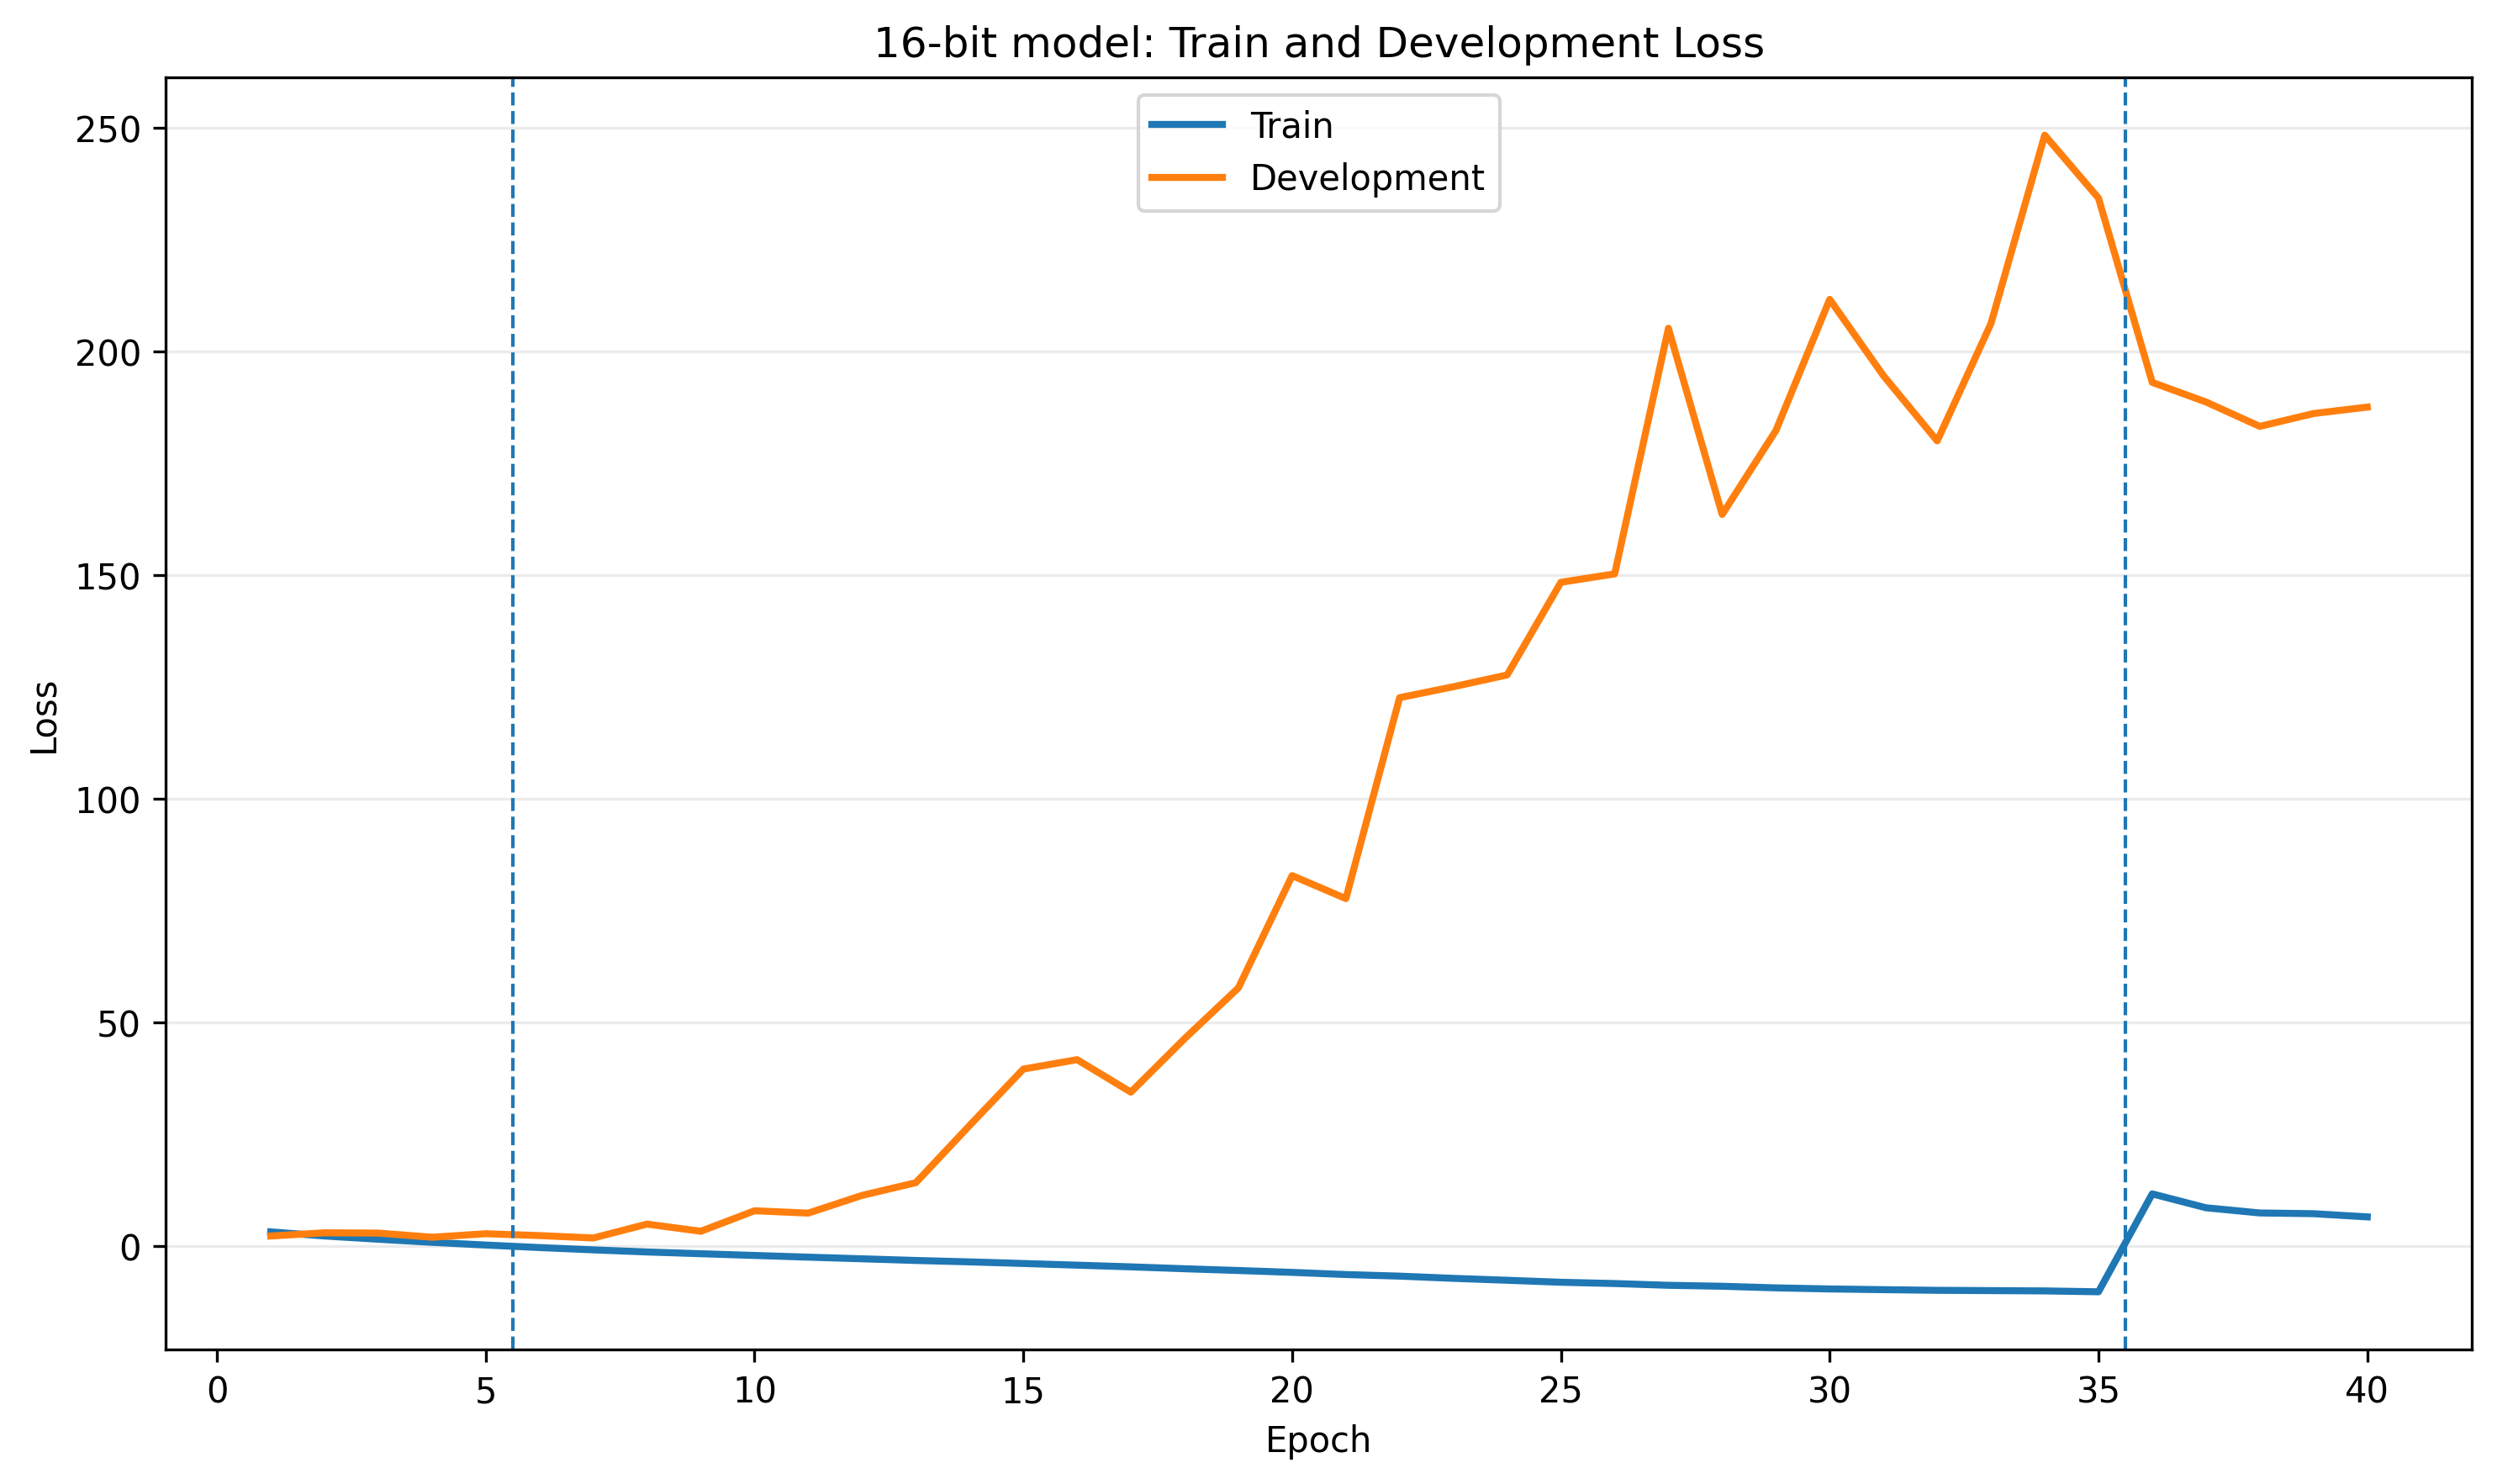 16-bit model: Train and Development Loss
Train
Development
250
200
150
100
50
0
Loss
0 5 10 15 20 25 30 35 40
Epoch